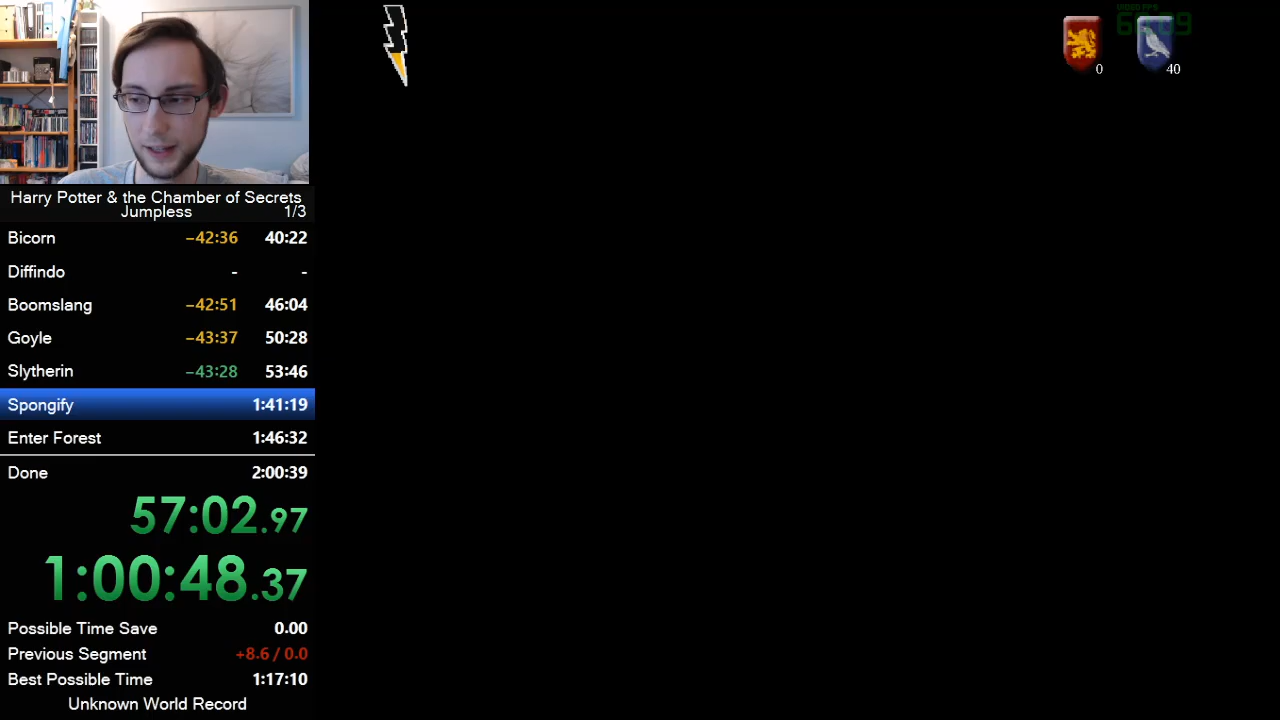 Harry Potter & the Chamber of Secrets
Jumpless 1/3
Bicorn −42:36 40:22
Diffindo - -
Boomslang −42:51 46:04
Goyle −43:37 50:28
Slytherin −43:28 53:46
Spongify 1:41:19
Enter Forest 1:46:32
Done 2:00:39
57:02.97
1:00:48.37
Possible Time Save 0.00
Previous Segment +8.6 / 0.0
Best Possible Time 1:17:10
Unknown World Record
0 40